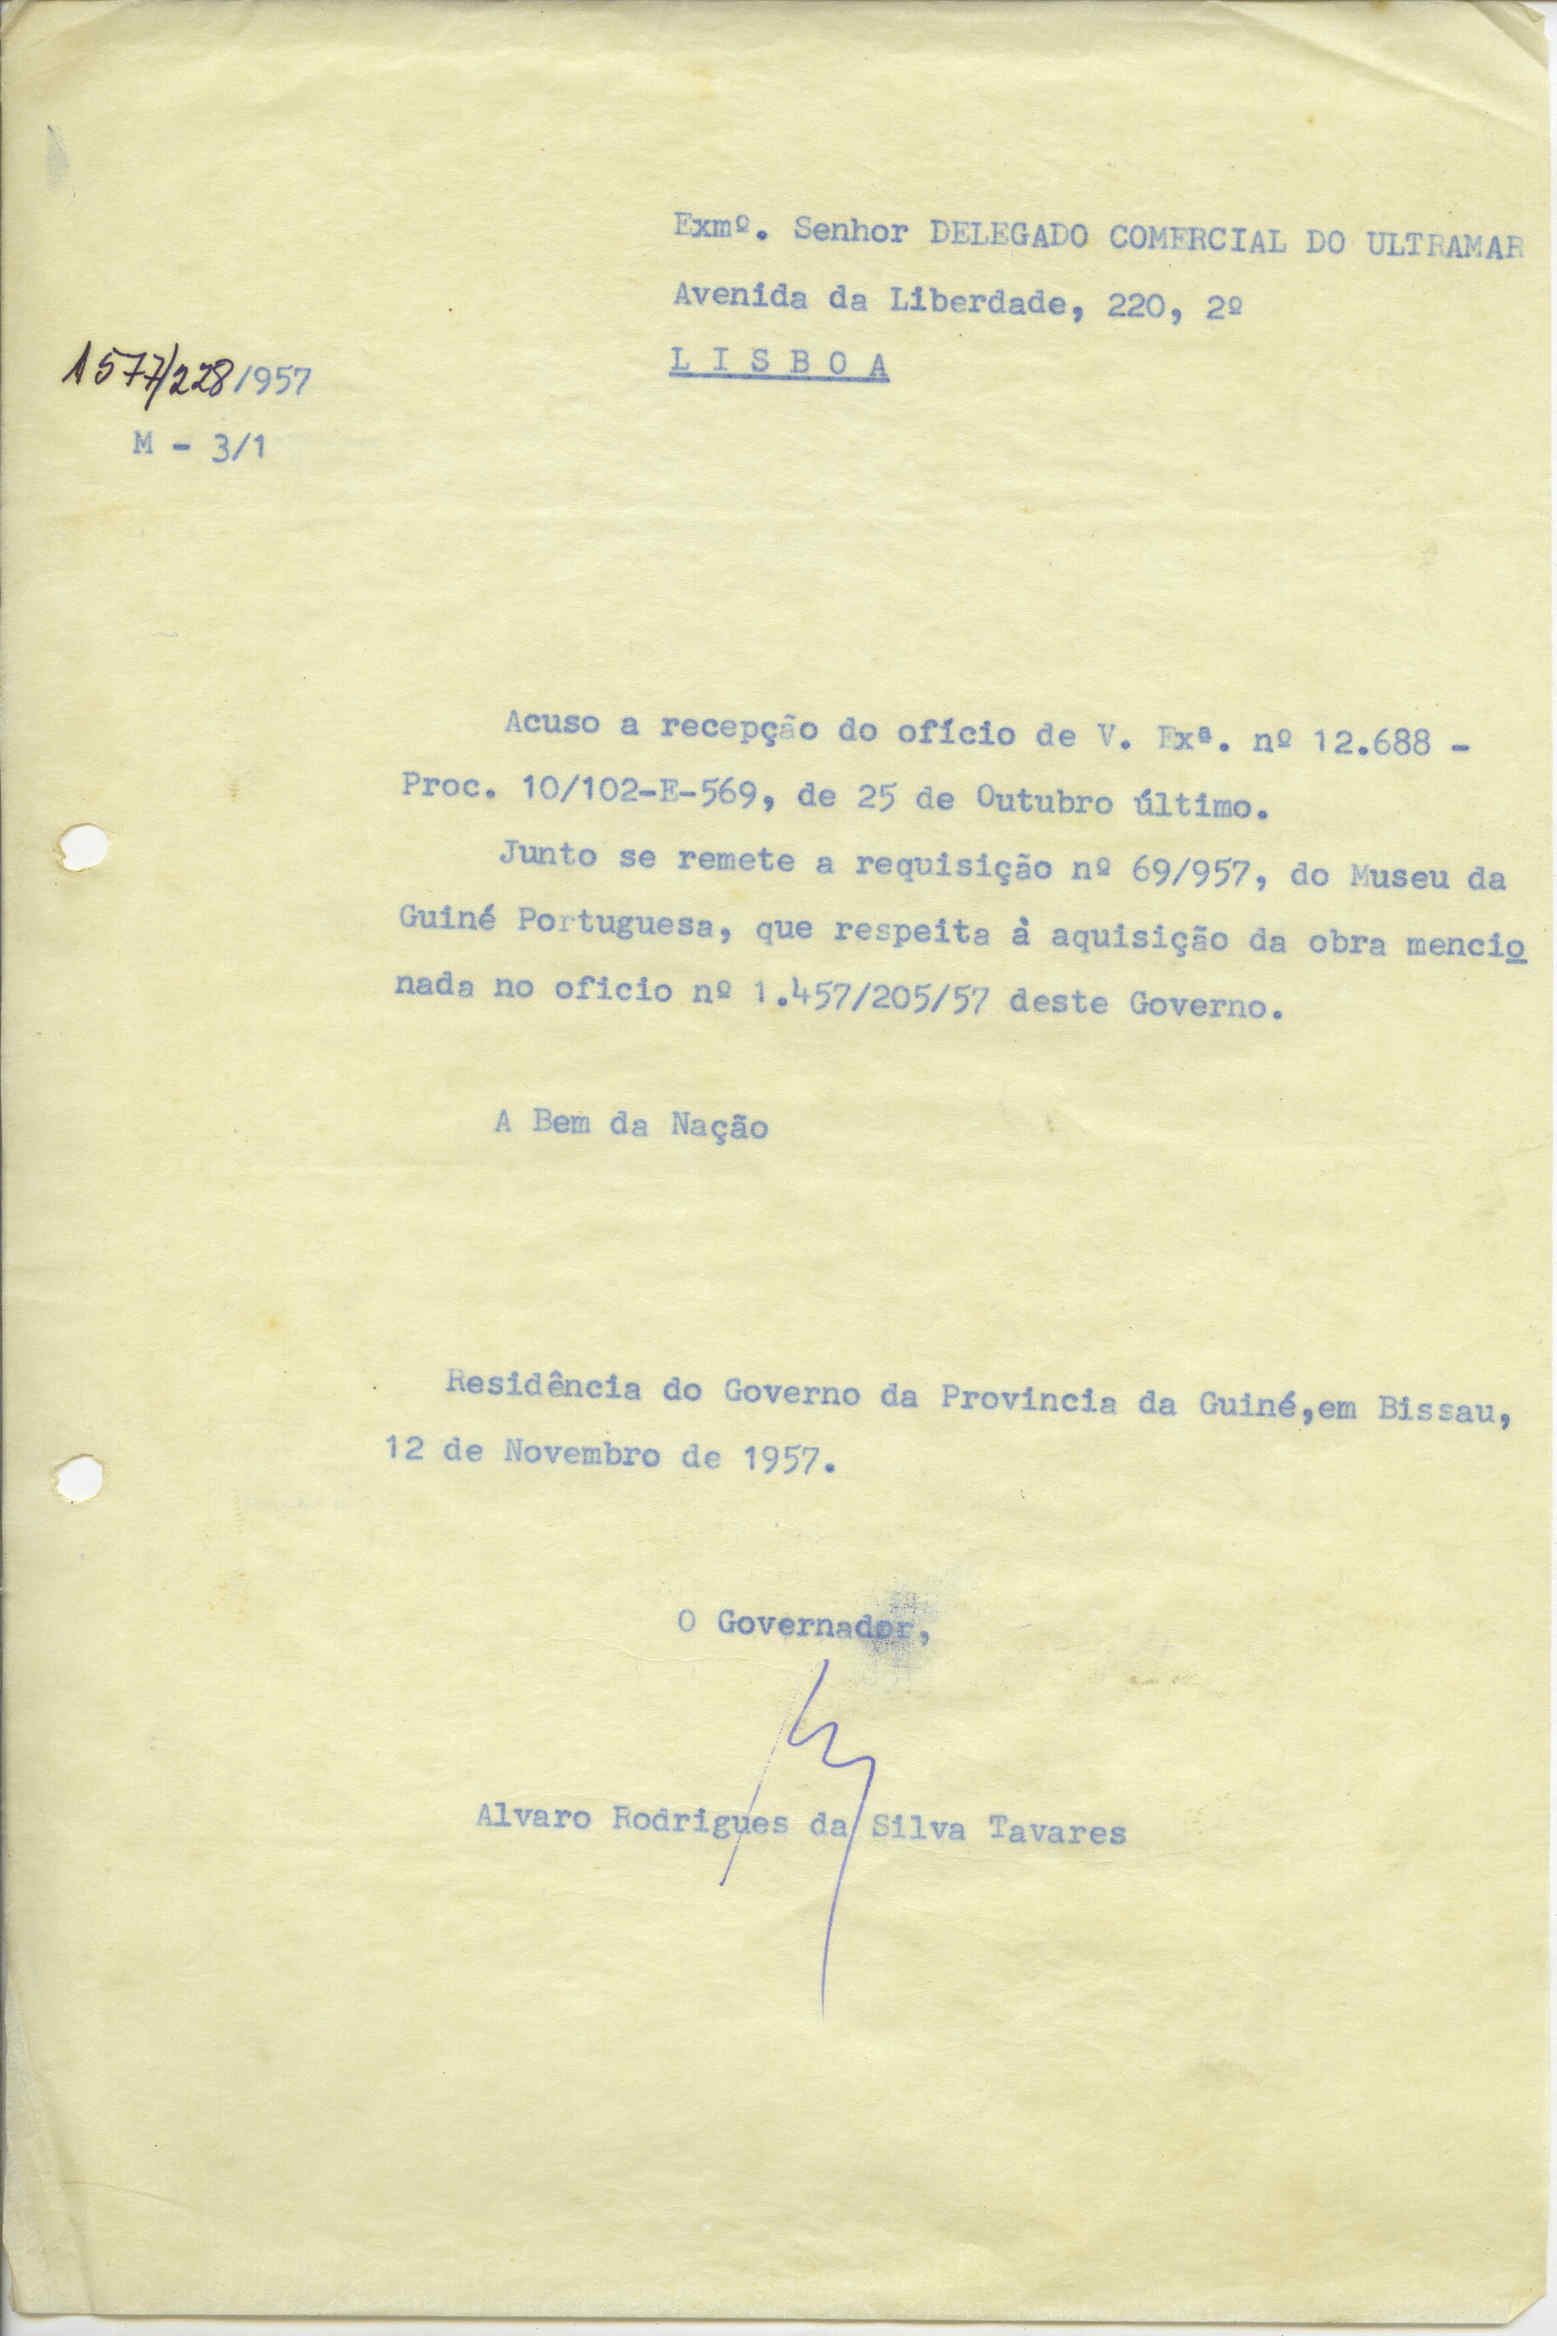 Exmº. Senhor DELEGADO COMERCIAL DO ULTRAMAR
Avenida da Liberdade, 220, 2º
L I S B O A
1577/228/957
M - 3/1
Acuso a recepção do ofício de V. Exª. nº 12.688 -
Proc. 10/102-E-569, de 25 de Outubro último.
Junto se remete a requisição nº 69/957, do Museu da
Guiné Portuguesa, que respeita à aquisição da obra mencio
nada no oficio nº 1.457/205/57 deste Governo.
A Bem da Nação
Residência do Governo da Provincia da Guiné,em Bissau,
12 de Novembro de 1957.
O Governador,
Alvaro Rodrigues da Silva Tavares